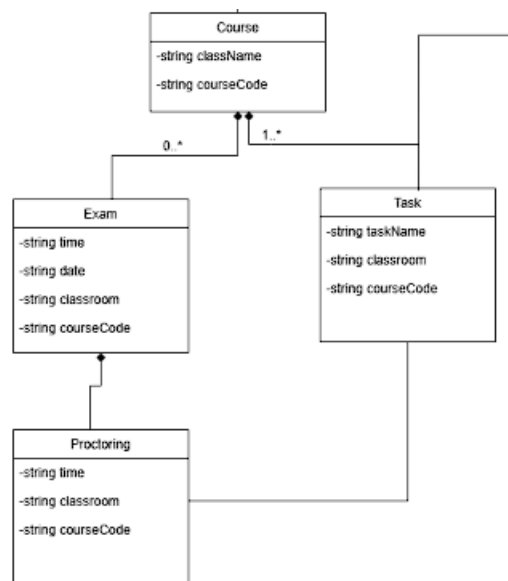 Course
-string className
-string courseCode
0..*
1..*
Exam
-string time
-string date
-string classroom
-string courseCode
Task
-string taskName
-string classroom
-string courseCode
Proctoring
-string time
-string classroom
-string courseCode